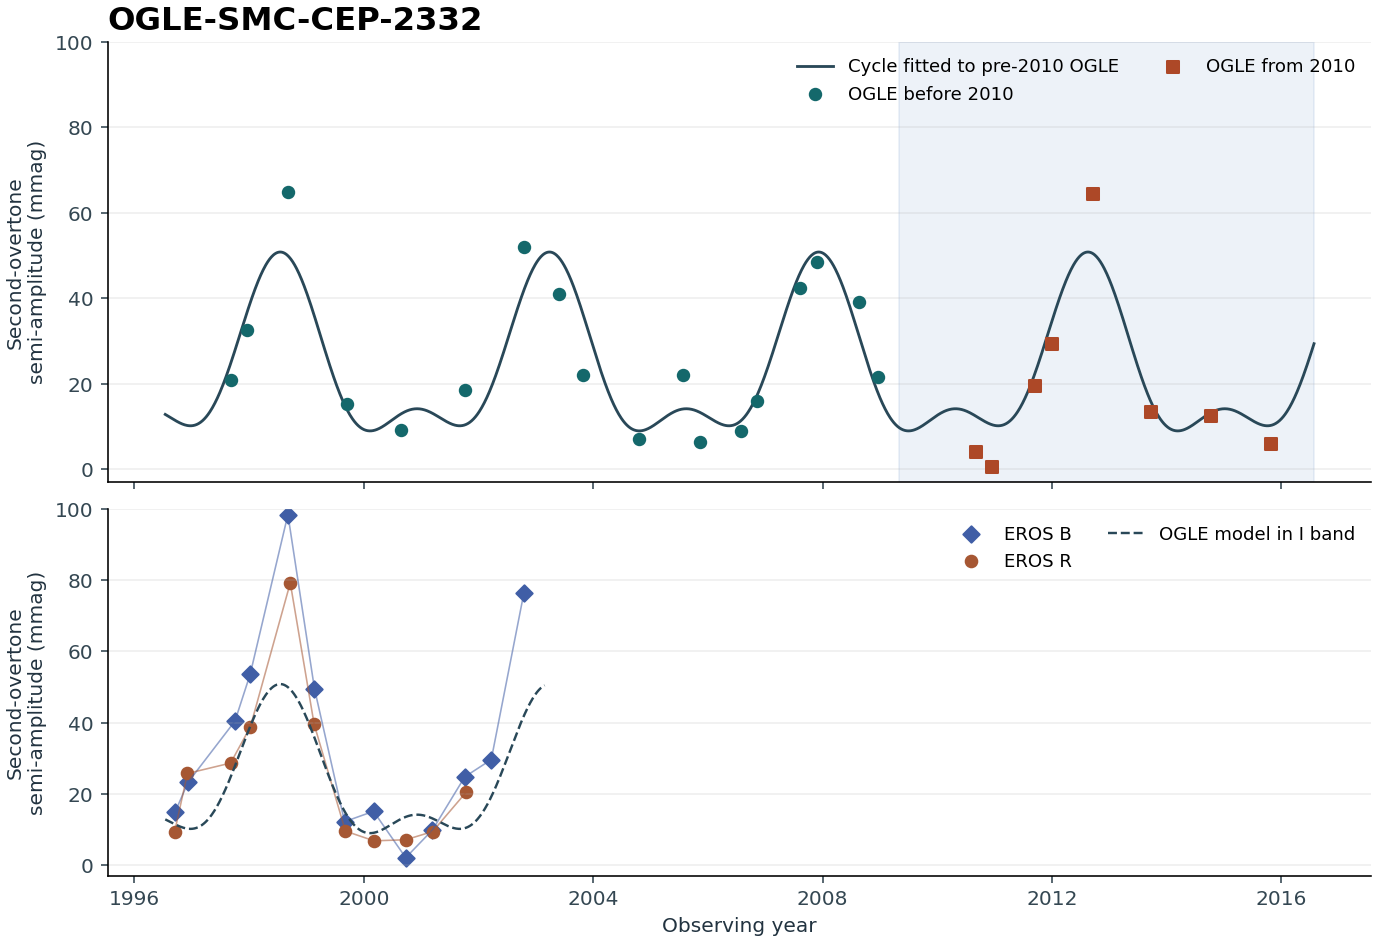 OGLE-SMC-CEP-2332
Second-overtone
semi-amplitude (mmag)
100
80
60
40
20
0
Cycle fitted to pre-2010 OGLE
OGLE before 2010
OGLE from 2010
Second-overtone
semi-amplitude (mmag)
100
80
60
40
20
0
EROS B
EROS R
OGLE model in I band
1996 2000 2004 2008 2012 2016
Observing year